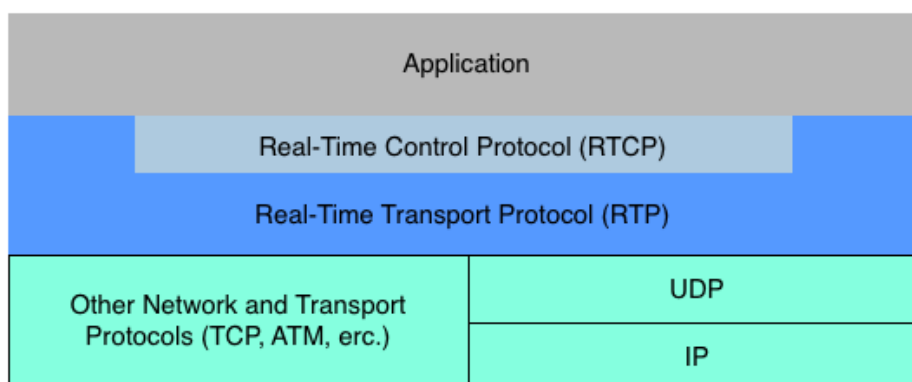 Application
Real-Time Control Protocol (RTCP)
Real-Time Transport Protocol (RTP)
Other Network and Transport
Protocols (TCP, ATM, erc.)
UDP
IP